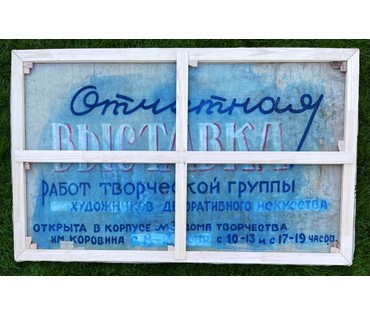 Отчетная
ВЫСТАВКА
РАБОТ ТВОРЧЕСКОЙ ГРУППЫ
ХУДОЖНИКОВ ДЕКОРАТИВНОГО ИСКУССТВА
ОТКРЫТА В КОРПУСЕ ДОМА ТВОРЧЕСТВА
ИМ. КОРОВИНА С 10-13 И С 17-19 ЧАСОВ.